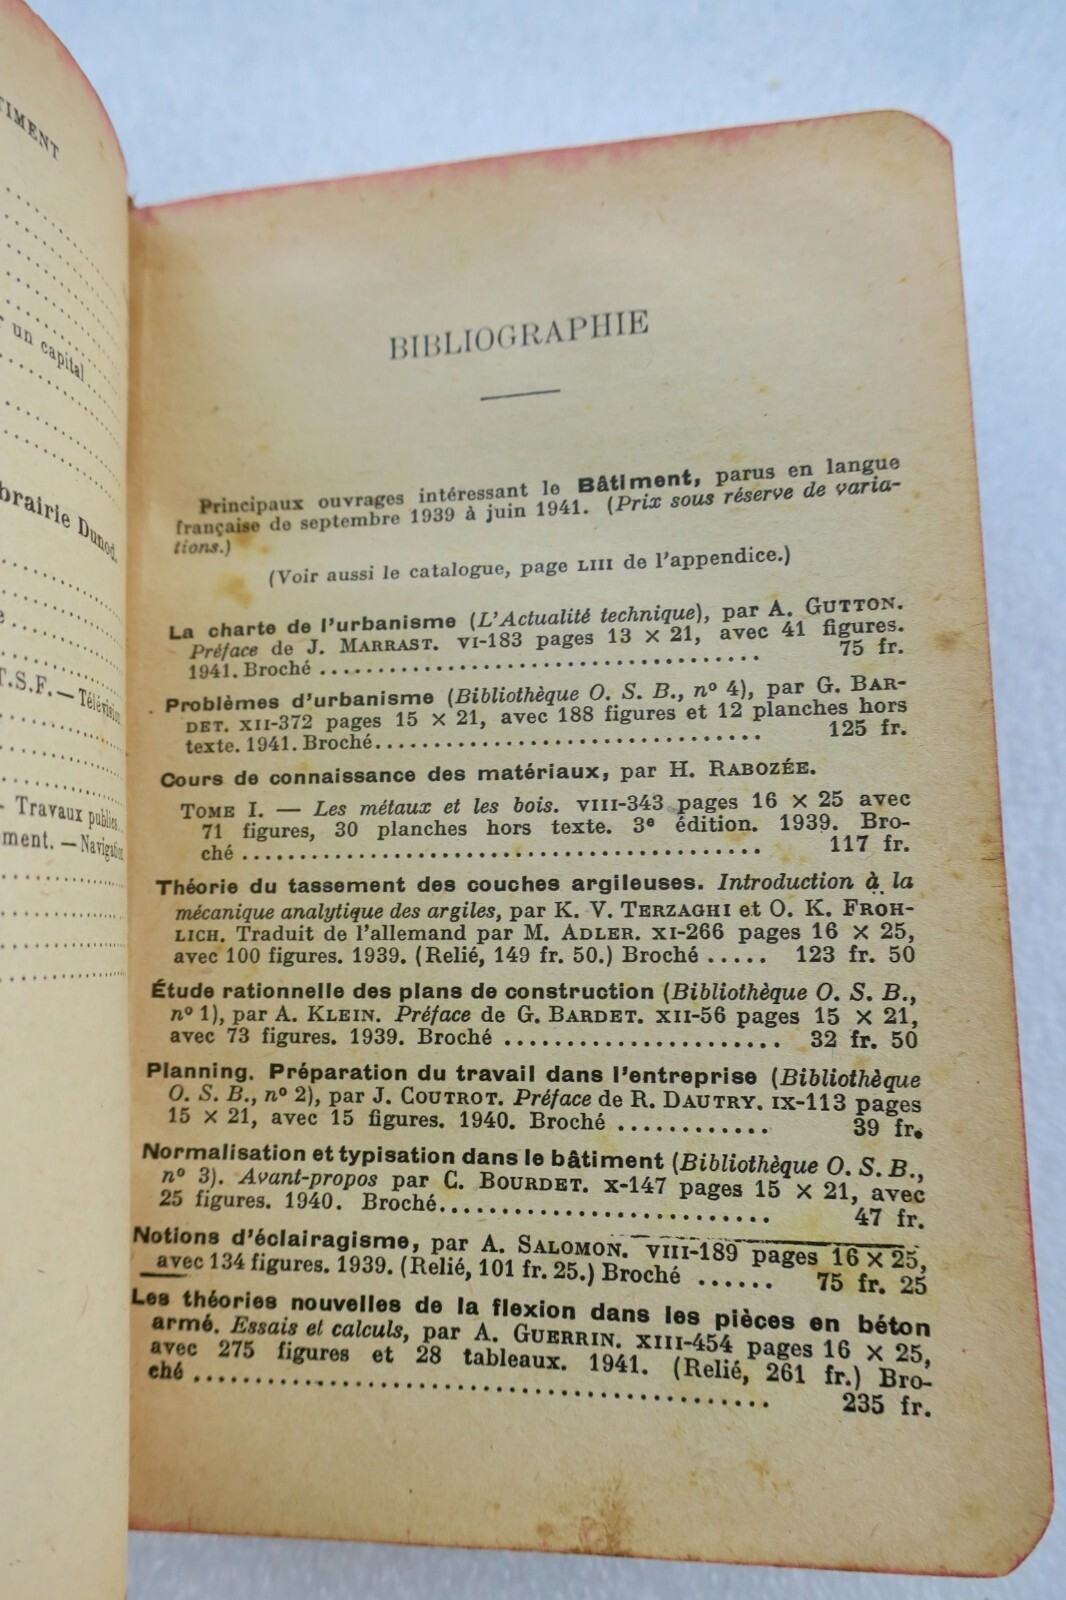 TIMENT
un capital
brairie Dunod.
T.S.F. — Télévision
- Travaux publics
ment. — Navigation
BIBLIOGRAPHIE
Principaux ouvrages intéressant le Bâtiment, parus en langue
française de septembre 1939 à juin 1941. (Prix sous réserve de varia-
tions.)
(Voir aussi le catalogue, page LIII de l'appendice.)
La charte de l'urbanisme (L'Actualité technique), par A. GUTTON.
Préface de J. MARRAST. VI-183 pages 13 × 21, avec 41 figures.
1941. Broché ..................................... 75 fr.
Problèmes d'urbanisme (Bibliothèque O. S. B., nº 4), par G. BAR-
DET. XII-372 pages 15 × 21, avec 188 figures et 12 planches hors
texte. 1941. Broché................................. 125 fr.
Cours de connaissance des matériaux, par H. RABOZÉE.
TOME I. — Les métaux et les bois. VIII-343 pages 16 × 25 avec
71 figures, 30 planches hors texte. 3e édition. 1939. Bro-
ché ............................................. 117 fr.
Théorie du tassement des couches argileuses. Introduction à la
mécanique analytique des argiles, par K. V. TERZAGHI et O. K. FROH-
LICH. Traduit de l'allemand par M. ADLER. XI-266 pages 16 × 25,
avec 100 figures. 1939. (Relié, 149 fr. 50.) Broché ..... 123 fr. 50
Étude rationnelle des plans de construction (Bibliothèque O. S. B.,
nº 1), par A. KLEIN. Préface de G. BARDET. XII-56 pages 15 × 21,
avec 73 figures. 1939. Broché ........................ 32 fr. 50
Planning. Préparation du travail dans l'entreprise (Bibliothèque
O. S. B., nº 2), par J. COUTROT. Préface de R. DAUTRY. IX-113 pages
15 × 21, avec 15 figures. 1940. Broché ............. 39 fr.
Normalisation et typisation dans le bâtiment (Bibliothèque O. S. B.,
nº 3). Avant-propos par C. BOURDET. X-147 pages 15 × 21, avec
25 figures. 1940. Broché........................... 47 fr.
Notions d'éclairagisme, par A. SALOMON. VIII-189 pages 16 × 25,
avec 134 figures. 1939. (Relié, 101 fr. 25.) Broché ...... 75 fr. 25
Les théories nouvelles de la flexion dans les pièces en béton
armé. Essais et calculs, par A. GUERRIN. XIII-454 pages 16 × 25,
avec 275 figures et 28 tableaux. 1941. (Relié, 261 fr.) Bro-
ché .................................................. 235 fr.